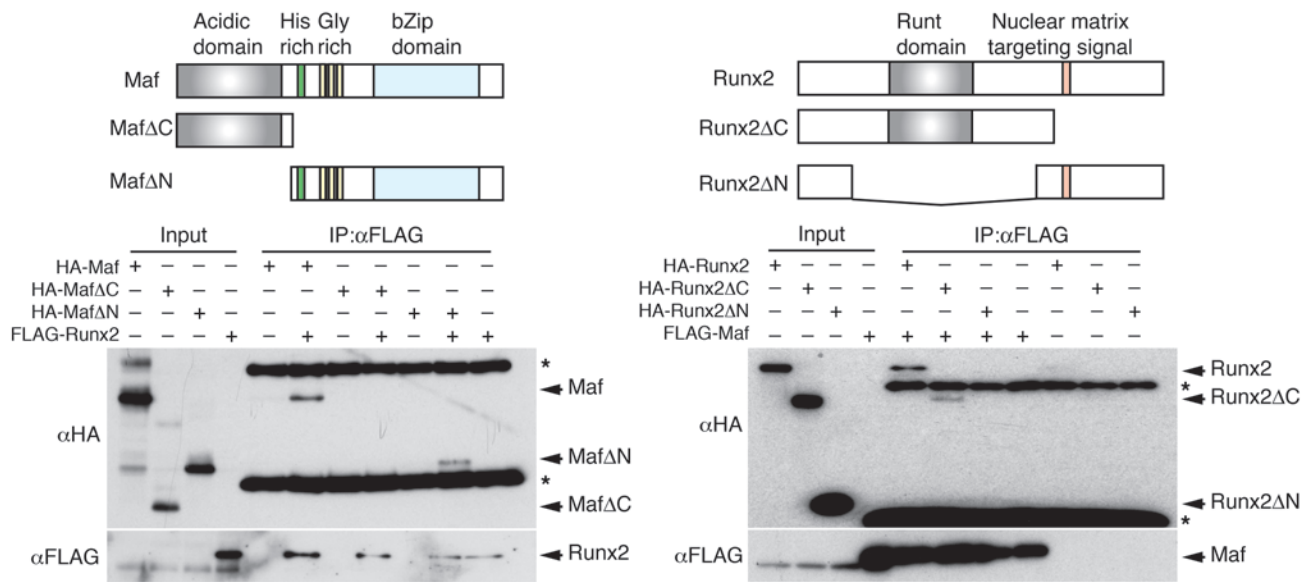 Acidic domain His rich Gly rich bZip domain
Maf
MafΔC
MafΔN
Input IP:αFLAG
HA-Maf + – – – + + – – – – –
HA-MafΔC – + – – – – + + – – –
HA-MafΔN – – + – – – – – + + –
FLAG-Runx2 – – – + – + – + – + +
αHA
*
Maf
MafΔN
*
MafΔC
αFLAG Runx2
Runt domain Nuclear matrix targeting signal
Runx2
Runx2ΔC
Runx2ΔN
Input IP:αFLAG
HA-Runx2 + – – – + – – – + – –
HA-Runx2ΔC – + – – – + – – – + –
HA-Runx2ΔN – – + – – – + – – – +
FLAG-Maf – – – + + + + + – – –
αHA
Runx2
*
Runx2ΔC
Runx2ΔN
*
αFLAG Maf